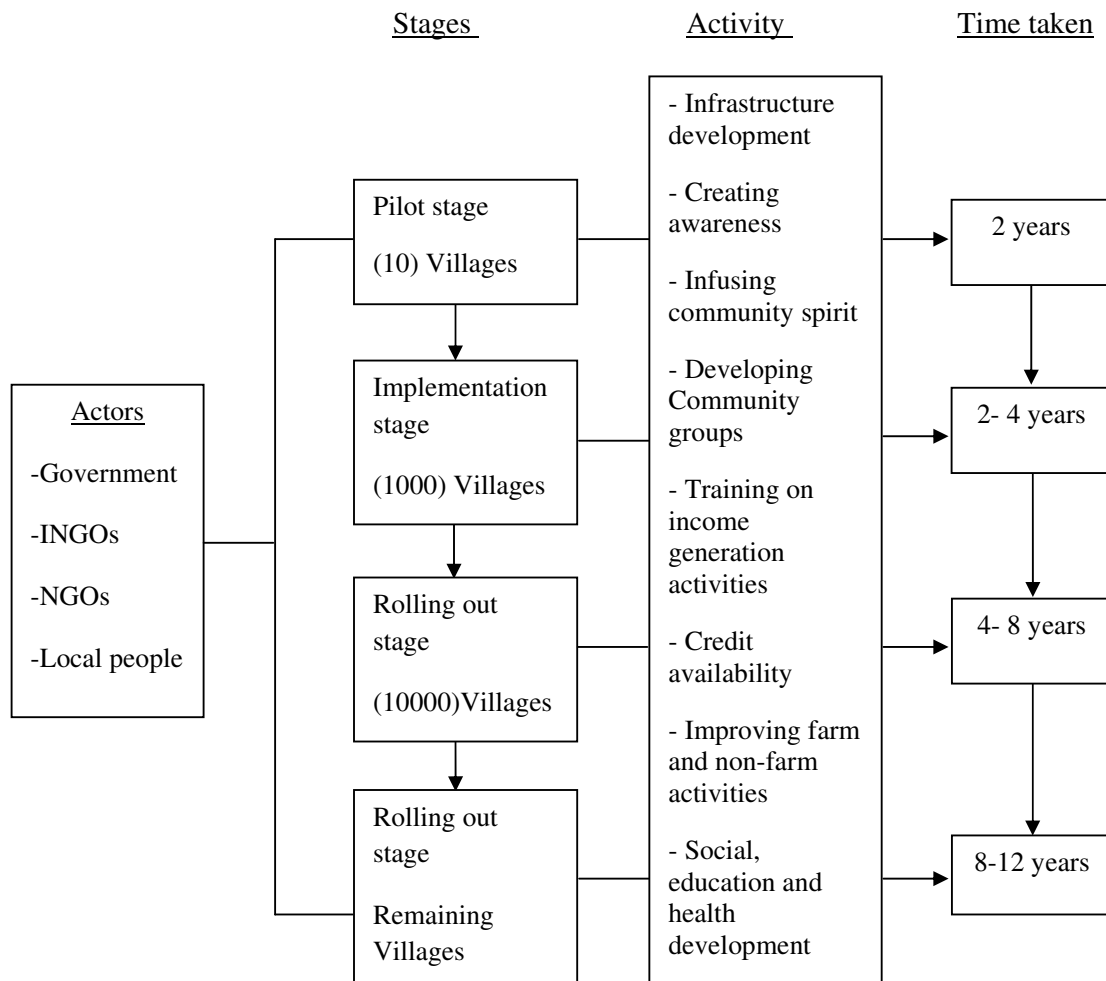 Stages
Activity
Time taken
Actors
-Government
-INGOs
-NGOs
-Local people
Pilot stage
(10) Villages
Implementation
stage
(1000) Villages
Rolling out
stage
(10000)Villages
Rolling out
stage
Remaining
Villages
- Infrastructure
development
- Creating
awareness
- Infusing
community spirit
- Developing
Community
groups
- Training on
income
generation
activities
- Credit
availability
- Improving farm
and non-farm
activities
- Social,
education and
health
development
2 years
2- 4 years
4- 8 years
8-12 years